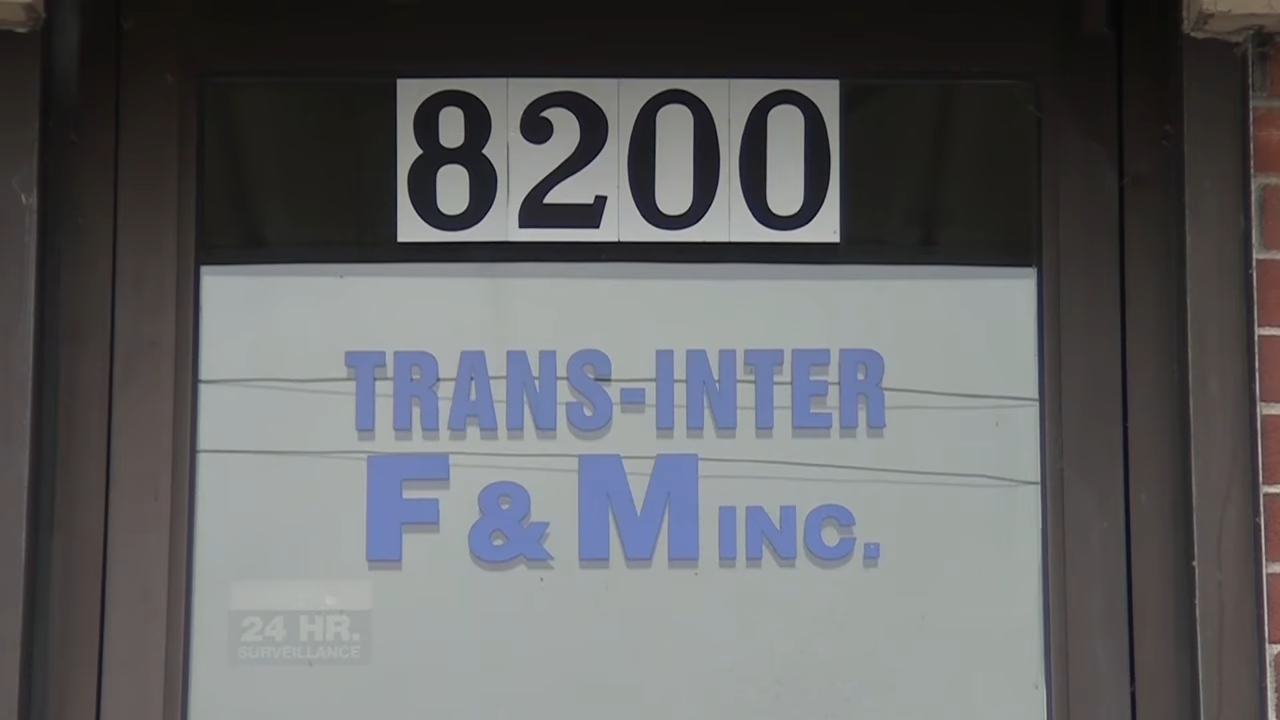 8200
TRANS-INTER
F & M INC.
24 HR.
SURVEILLANCE